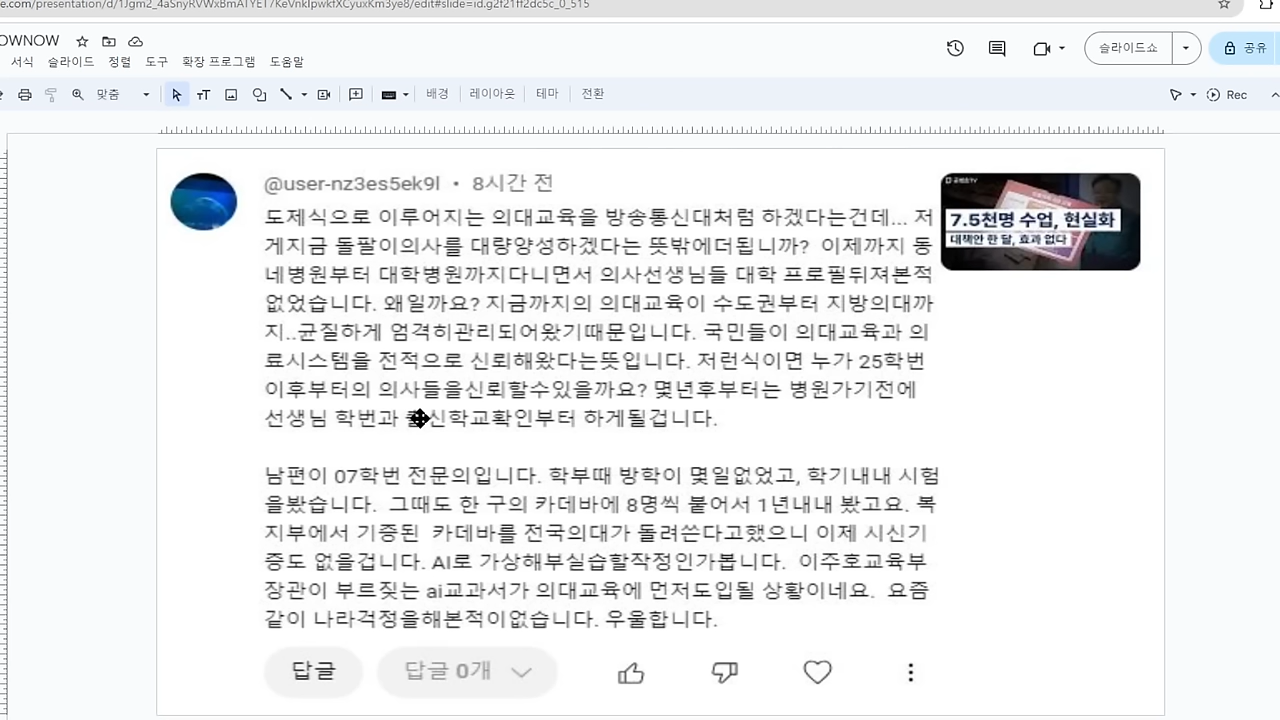 e.com/presentation/d/1Jgm2_4aSnyRVWxBmATYET7KeVnkIpwktXCyuxKm3ye8/edit#slide=id.g2f21ff2dc5c_0_515
OWNOW
서식 슬라이드 정렬 도구 확장 프로그램 도움말
슬라이드쇼
공유
맞춤
배경 레이아웃 테마 전환
Rec
@user-nz3es5ek9l • 8시간 전
도제식으로 이루어지는 의대교육을 방송통신대처럼 하겠다는건데... 저
게지금 돌팔이의사를 대량양성하겠다는 뜻밖에더됩니까? 이제까지 동
네병원부터 대학병원까지다니면서 의사선생님들 대학 프로필뒤져본적
없었습니다. 왜일까요? 지금까지의 의대교육이 수도권부터 지방의대까
지..균질하게 엄격히관리되어왔기때문입니다. 국민들이 의대교육과 의
료시스템을 전적으로 신뢰해왔다는뜻입니다. 저런식이면 누가 25학번
이후부터의 의사들을신뢰할수있을까요? 몇년후부터는 병원가기전에
선생님 학번과 출신학교확인부터 하게될겁니다.
남편이 07학번 전문의입니다. 학부때 방학이 몇일없었고, 학기내내 시험
을봤습니다. 그때도 한 구의 카데바에 8명씩 붙어서 1년내내 봤고요. 복
지부에서 기증된 카데바를 전국의대가 돌려쓴다고했으니 이제 시신기
증도 없을겁니다. AI로 가상해부실습할작정인가봅니다. 이주호교육부
장관이 부르짖는 ai교과서가 의대교육에 먼저도입될 상황이네요. 요즘
같이 나라걱정을해본적이없습니다. 우울합니다.
답글 답글 0개
7.5천명 수업, 현실화
대책안 한 달, 효과 없다